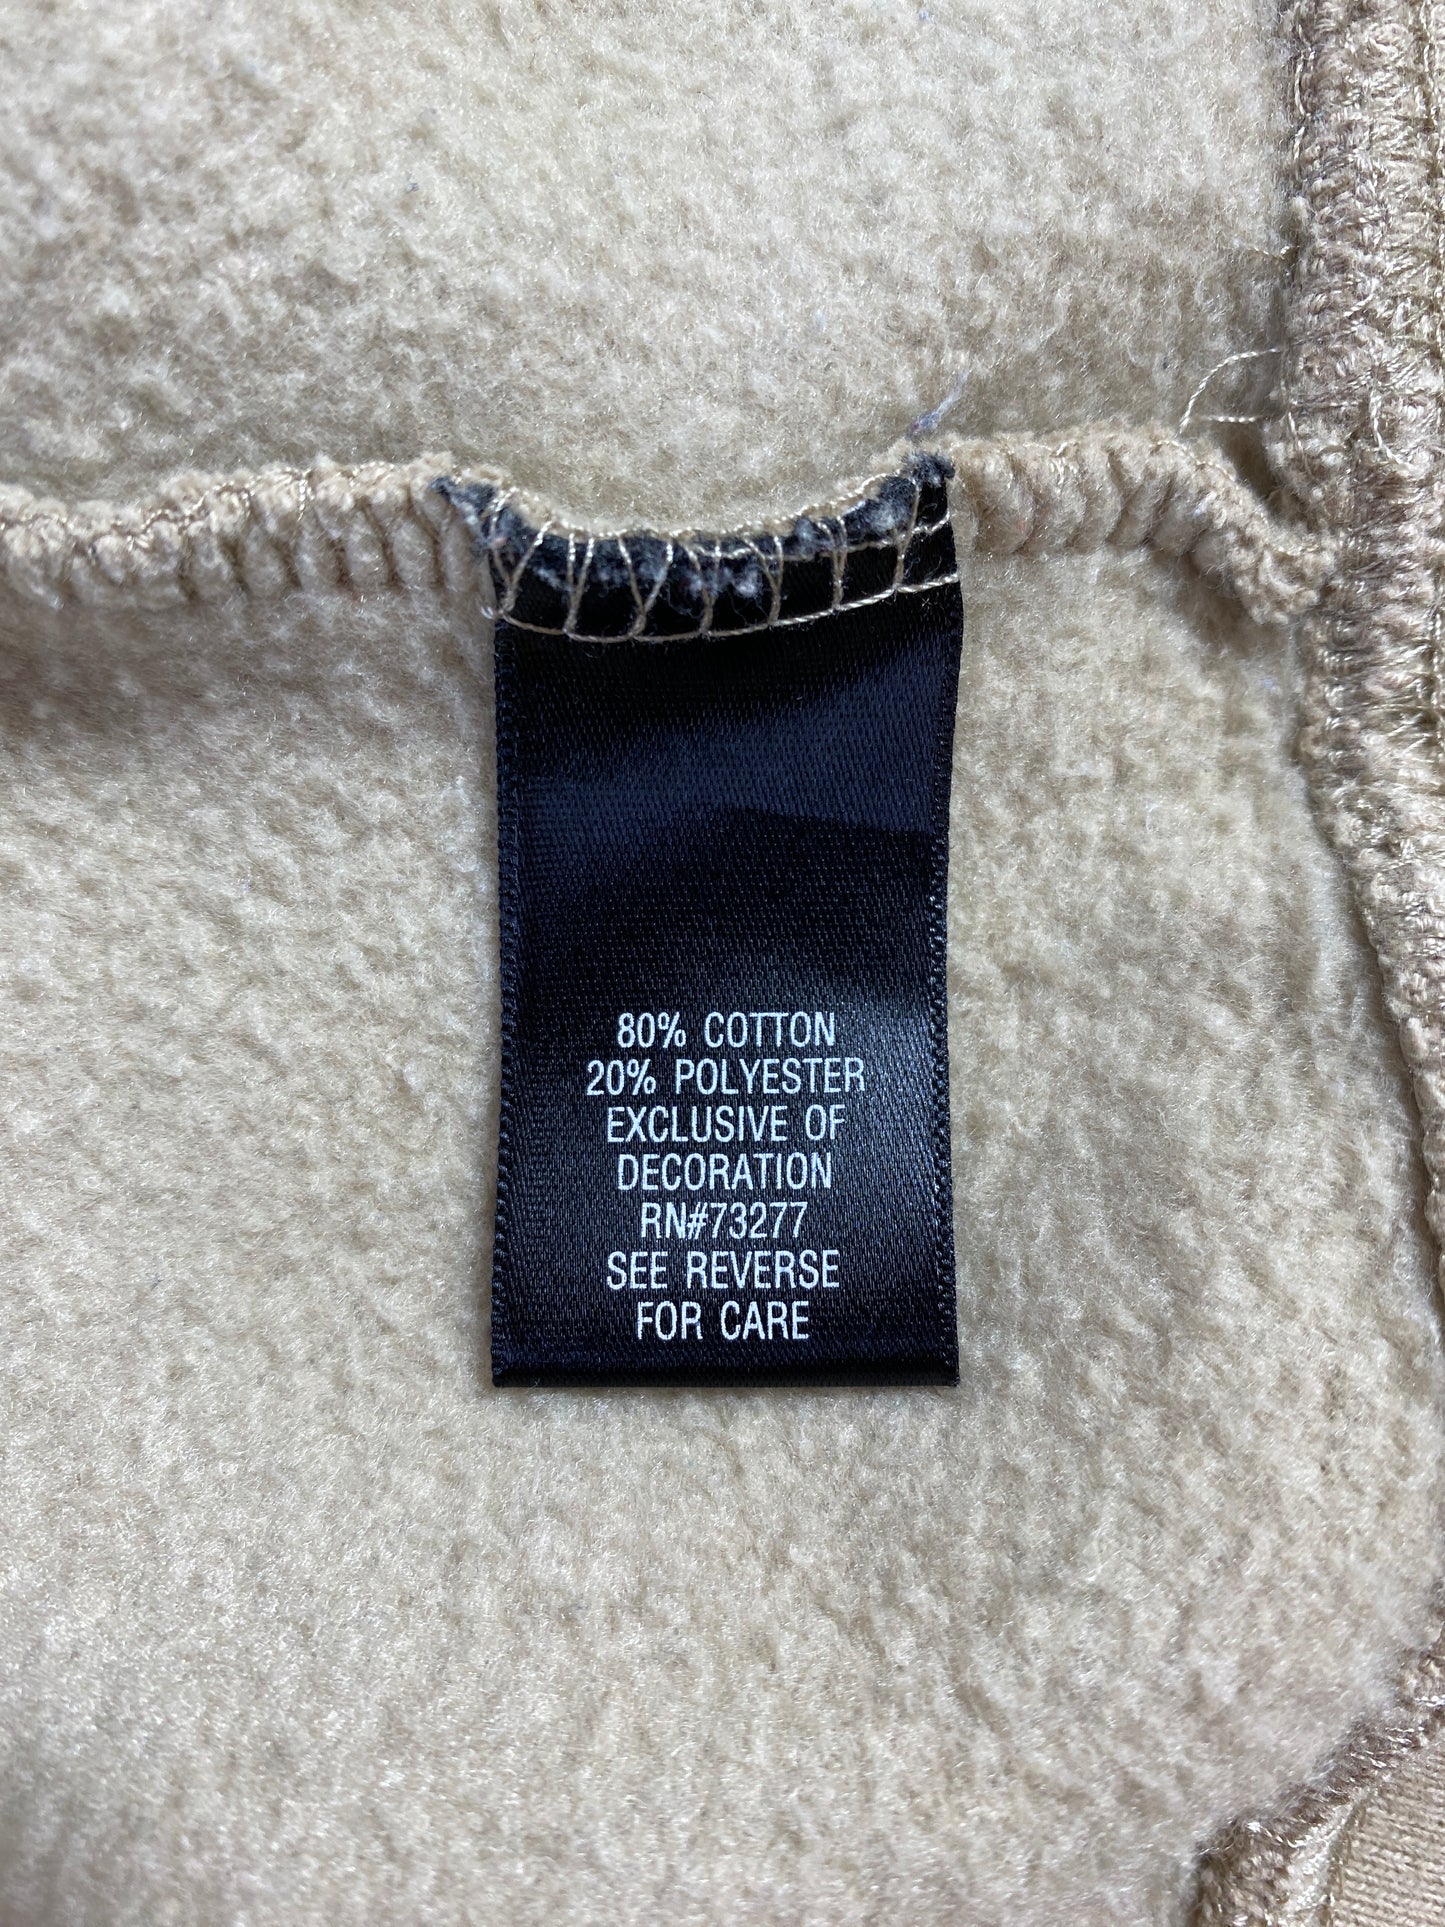 80% COTTON
20% POLYESTER
EXCLUSIVE OF
DECORATION
RN#73277
SEE REVERSE
FOR CARE